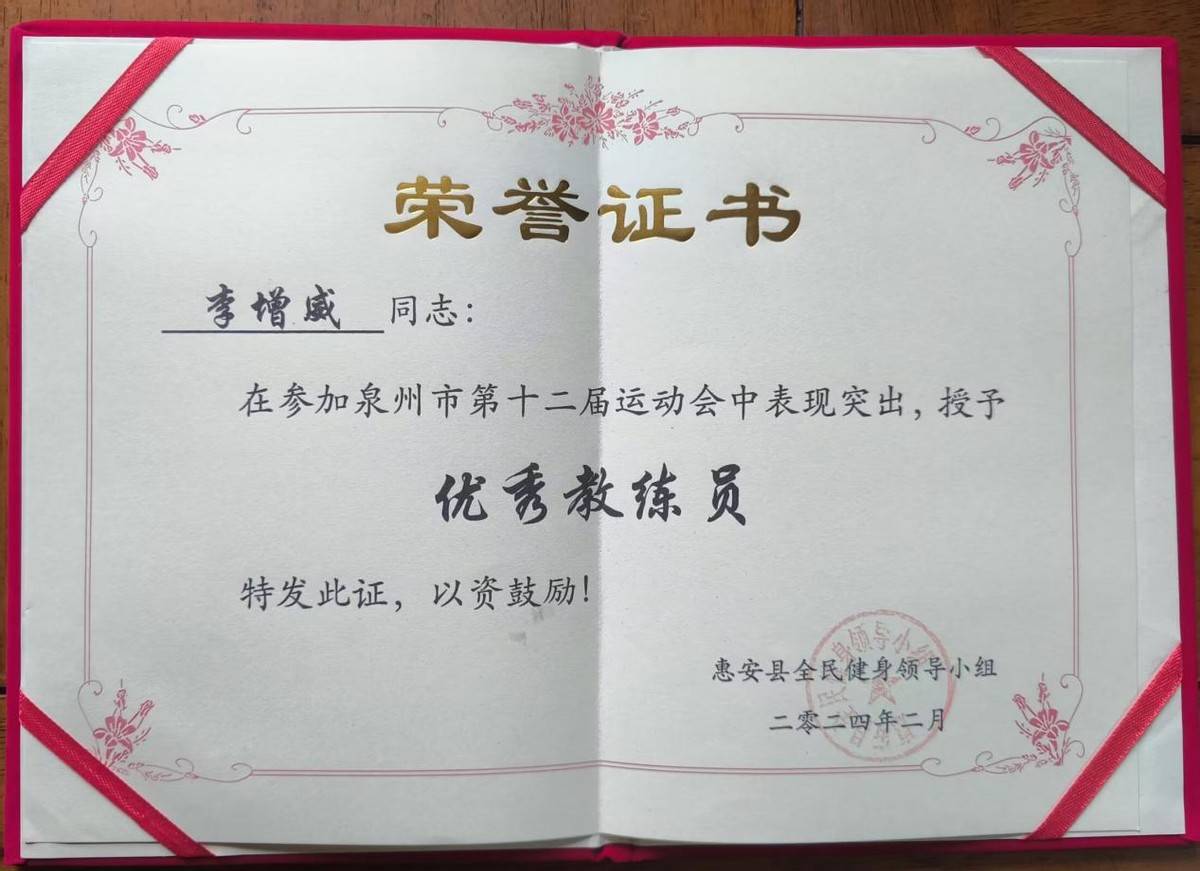 荣誉证书
李增威 同志：
在参加泉州市第十二届运动会中表现突出，授予
优秀教练员
特发此证，以资鼓励！
惠安县全民健身领导小组
二零二四年二月